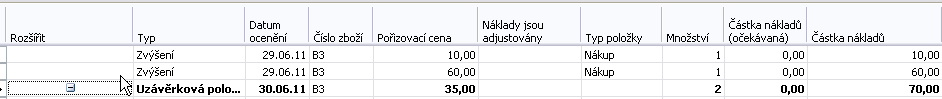 Rozšířit Typ Datum ocenění Číslo zboží Pořizovací cena Náklady jsou adjustovány Typ položky Množství Částka nákladů (očekávaná) Částka nákladů
Zvýšení 29.06.11 B3 10,00 Nákup 1 0,00 10,00
Zvýšení 29.06.11 B3 60,00 Nákup 1 0,00 60,00
Uzávěrková polo... 30.06.11 B3 35,00 2 0,00 70,00